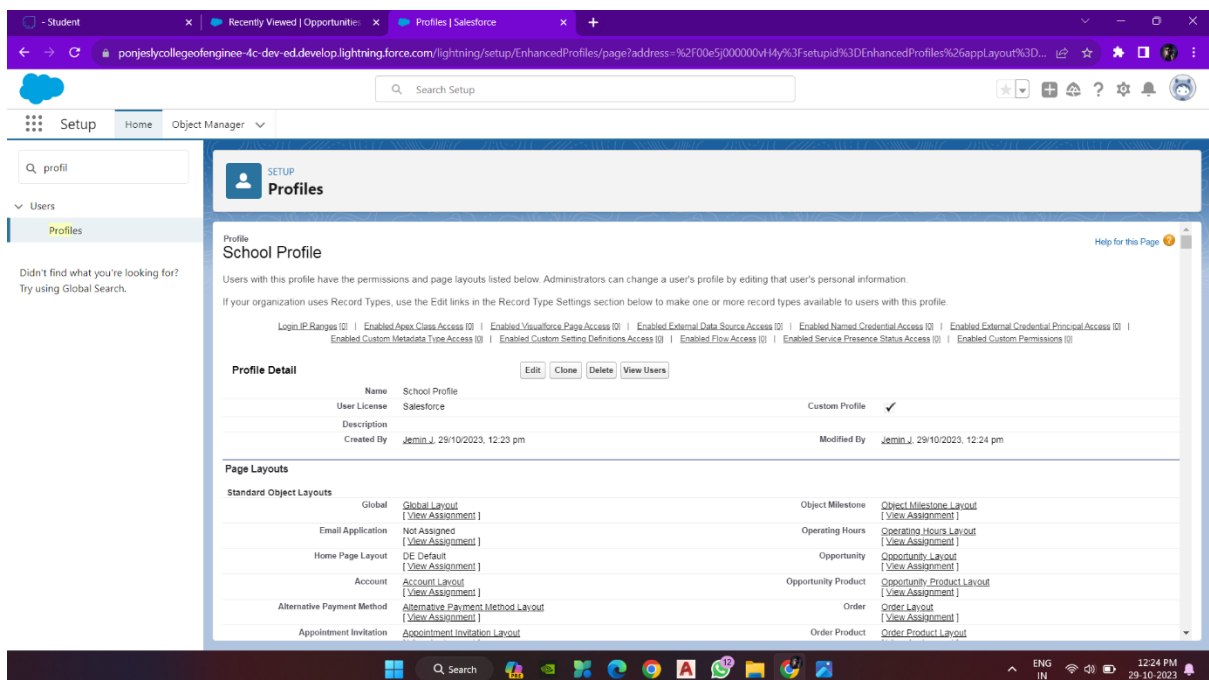 - Student
Recently Viewed | Opportunities
Profiles | Salesforce
ponjeslycollegeofenginee-4c-dev-ed.develop.lightning.force.com/lightning/setup/EnhancedProfiles/page?address=%2F00e5j000000vH4y%3Fsetupid%3DEnhancedProfiles%26appLayout%3D...
Search Setup
Setup Home Object Manager
profil
Users
Profiles
Didn't find what you're looking for?
Try using Global Search.
SETUP
Profiles
Profile
School Profile
Help for this Page
Users with this profile have the permissions and page layouts listed below. Administrators can change a user's profile by editing that user's personal information.
If your organization uses Record Types, use the Edit links in the Record Type Settings section below to make one or more record types available to users with this profile.
Login IP Ranges [0] | Enabled Apex Class Access [0] | Enabled Visualforce Page Access [0] | Enabled External Data Source Access [0] | Enabled Named Credential Access [0] | Enabled External Credential Principal Access [0] |
Enabled Custom Metadata Type Access [0] | Enabled Custom Setting Definitions Access [0] | Enabled Flow Access [0] | Enabled Service Presence Status Access [0] | Enabled Custom Permissions [0]
Profile Detail Edit Clone Delete View Users
Name School Profile
User License Salesforce Custom Profile
Description
Created By Jemin J, 29/10/2023, 12:23 pm Modified By Jemin J, 29/10/2023, 12:24 pm
Page Layouts
Standard Object Layouts
Global Global Layout Object Milestone Object Milestone Layout
[ View Assignment ] [ View Assignment ]
Email Application Not Assigned Operating Hours Operating Hours Layout
[ View Assignment ] [ View Assignment ]
Home Page Layout DE Default Opportunity Opportunity Layout
[ View Assignment ] [ View Assignment ]
Account Account Layout Opportunity Product Opportunity Product Layout
[ View Assignment ] [ View Assignment ]
Alternative Payment Method Alternative Payment Method Layout Order Order Layout
[ View Assignment ] [ View Assignment ]
Appointment Invitation Appointment Invitation Layout Order Product Order Product Layout
Search
PRE
12
ENG
IN
12:24 PM
29-10-2023